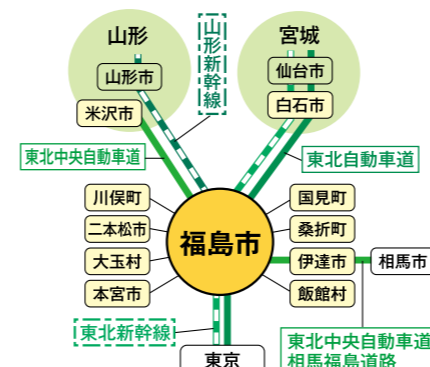 山形
宮城
山形新幹線
山形市
仙台市
米沢市
白石市
東北中央自動車道
東北自動車道
川俣町
国見町
二本松市
桑折町
福島市
大玉村
伊達市
相馬市
本宮市
飯館村
東北新幹線
東京
東北中央自動車道
相馬福島道路